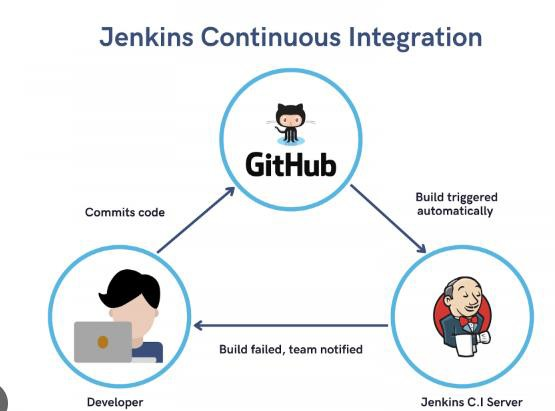 Jenkins Continuous Integration
GitHub
Commits code
Build triggered
automatically
Build failed, team notified
Developer
Jenkins C.I Server